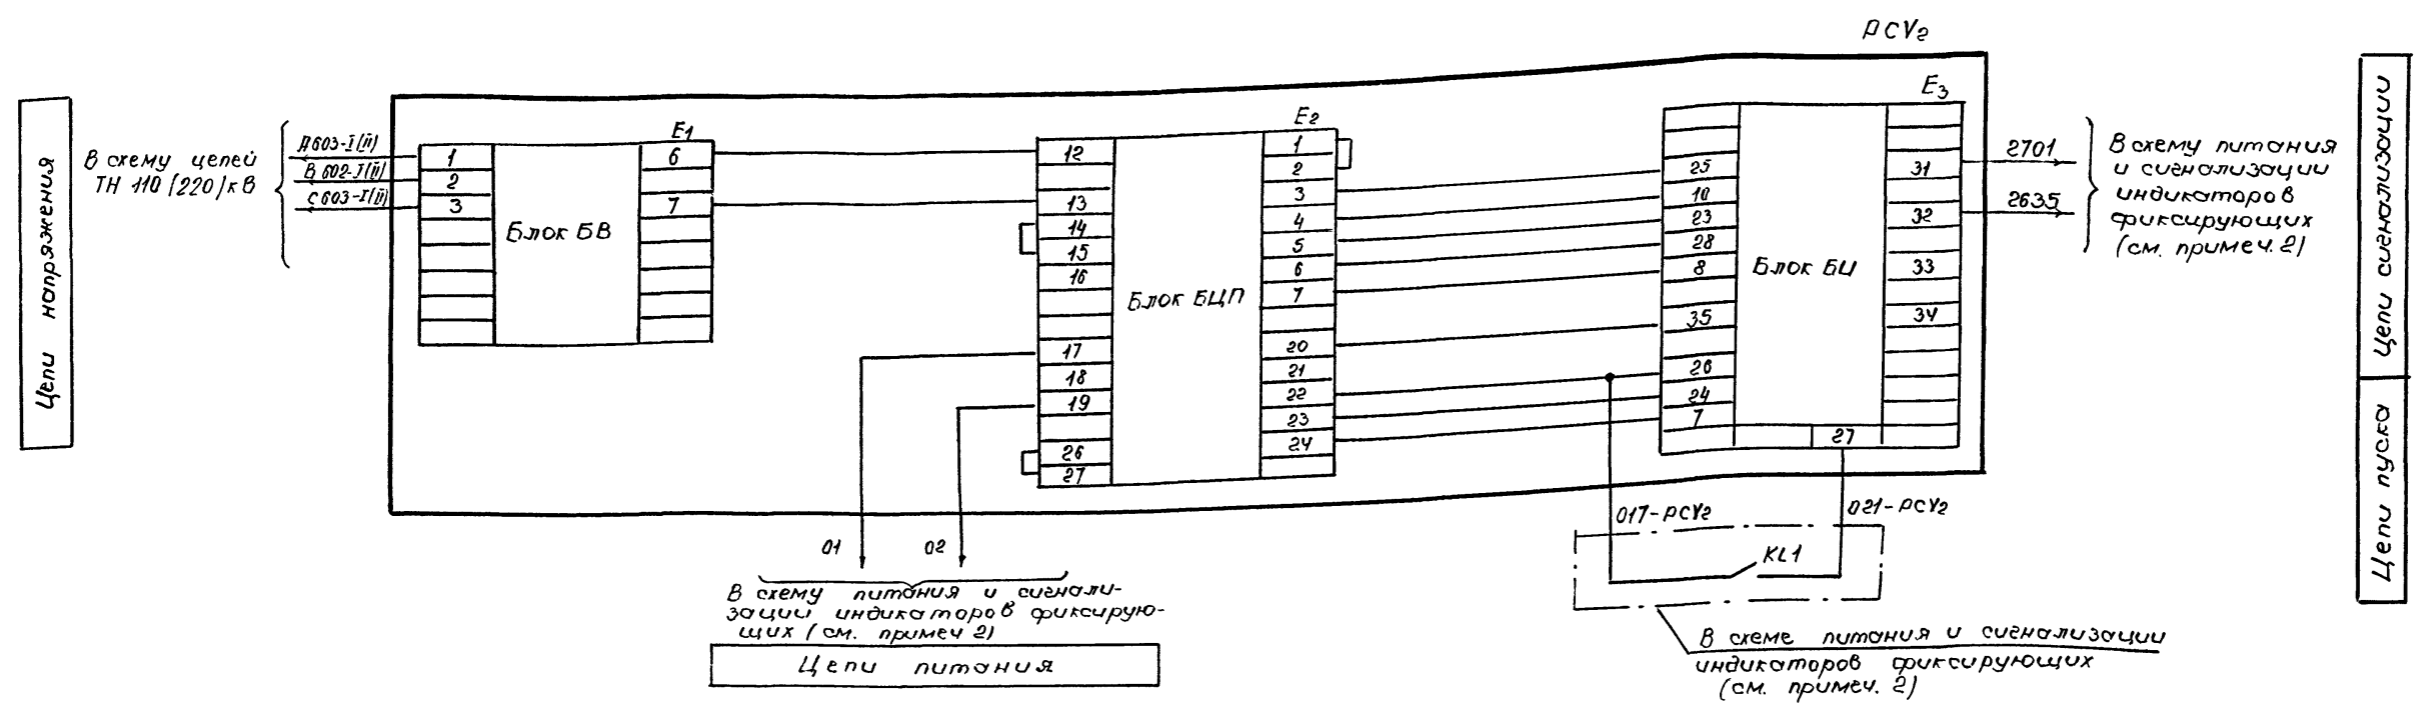 PCV2
Цепи напряжения
В схему цепей
ТН 110 (220) кВ
А603-I(II)
В602-I(II)
С603-I(II)
E1
1
2
3
Блок БВ
6
7
E2
12
13
14
15
16
17
18
19
26
27
Блок БЦП
1
2
3
4
5
6
7
20
21
22
23
24
E3
25
10
23
28
8
35
26
24
7
Блок БИ
31
32
33
34
27
2701
2635
В схему питания
и сигнализации
индикаторов
фиксирующих
(см. примеч. 2)
Цепи сигнализации
Цепи пуска
01
02
В схему питания и сигнали-
зации индикаторов фиксирую-
щих (см. примеч 2)
Цепи питания
017-PCV2
021-PCV2
KL1
В схеме питания и сигнализации
индикаторов фиксирующих
(см. примеч. 2)